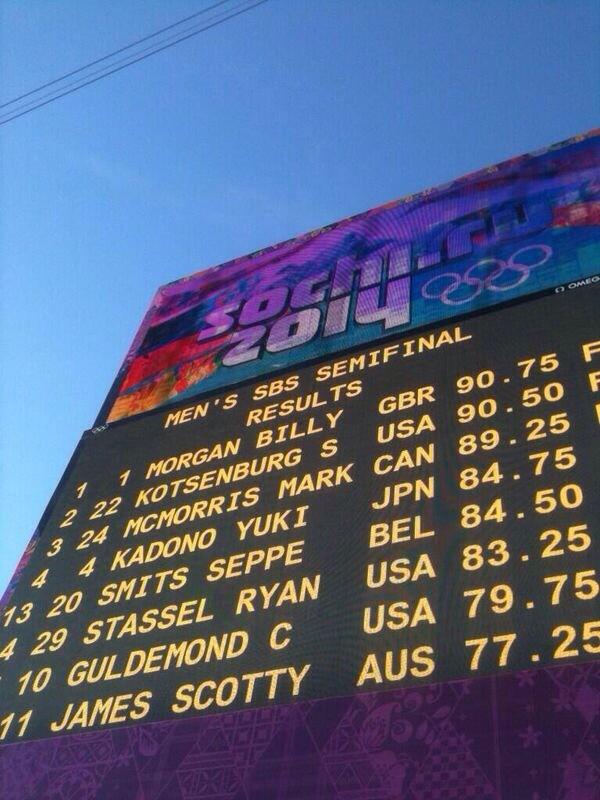 sochi.ru
2014
Ω OMEG
MEN'S SBS SEMIFINAL
RESULTS
1 1 MORGAN BILLY GBR 90.75 F
2 22 KOTSENBURG S USA 90.50 F
3 24 MCMORRIS MARK CAN 89.25
4 4 KADONO YUKI JPN 84.75
13 20 SMITS SEPPE BEL 84.50
4 29 STASSEL RYAN USA 83.25
10 GULDEMOND C USA 79.75
11 JAMES SCOTTY AUS 77.25